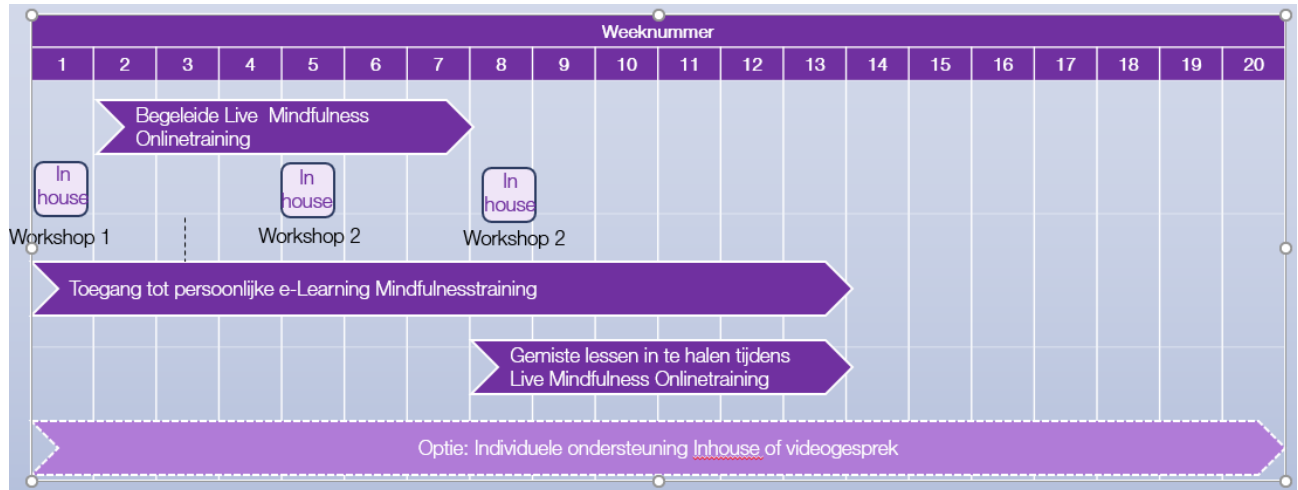 Weeknummer
1 2 3 4 5 6 7 8 9 10 11 12 13 14 15 16 17 18 19 20
Begeleide Live Mindfulness
Onlinetraining
In
house
In
house
In
house
Workshop 1
Workshop 2
Workshop 2
Toegang tot persoonlijke e-Learning Mindfulnesstraining
Gemiste lessen in te halen tijdens
Live Mindfulness Onlinetraining
Optie: Individuele ondersteuning Inhouse of videogesprek